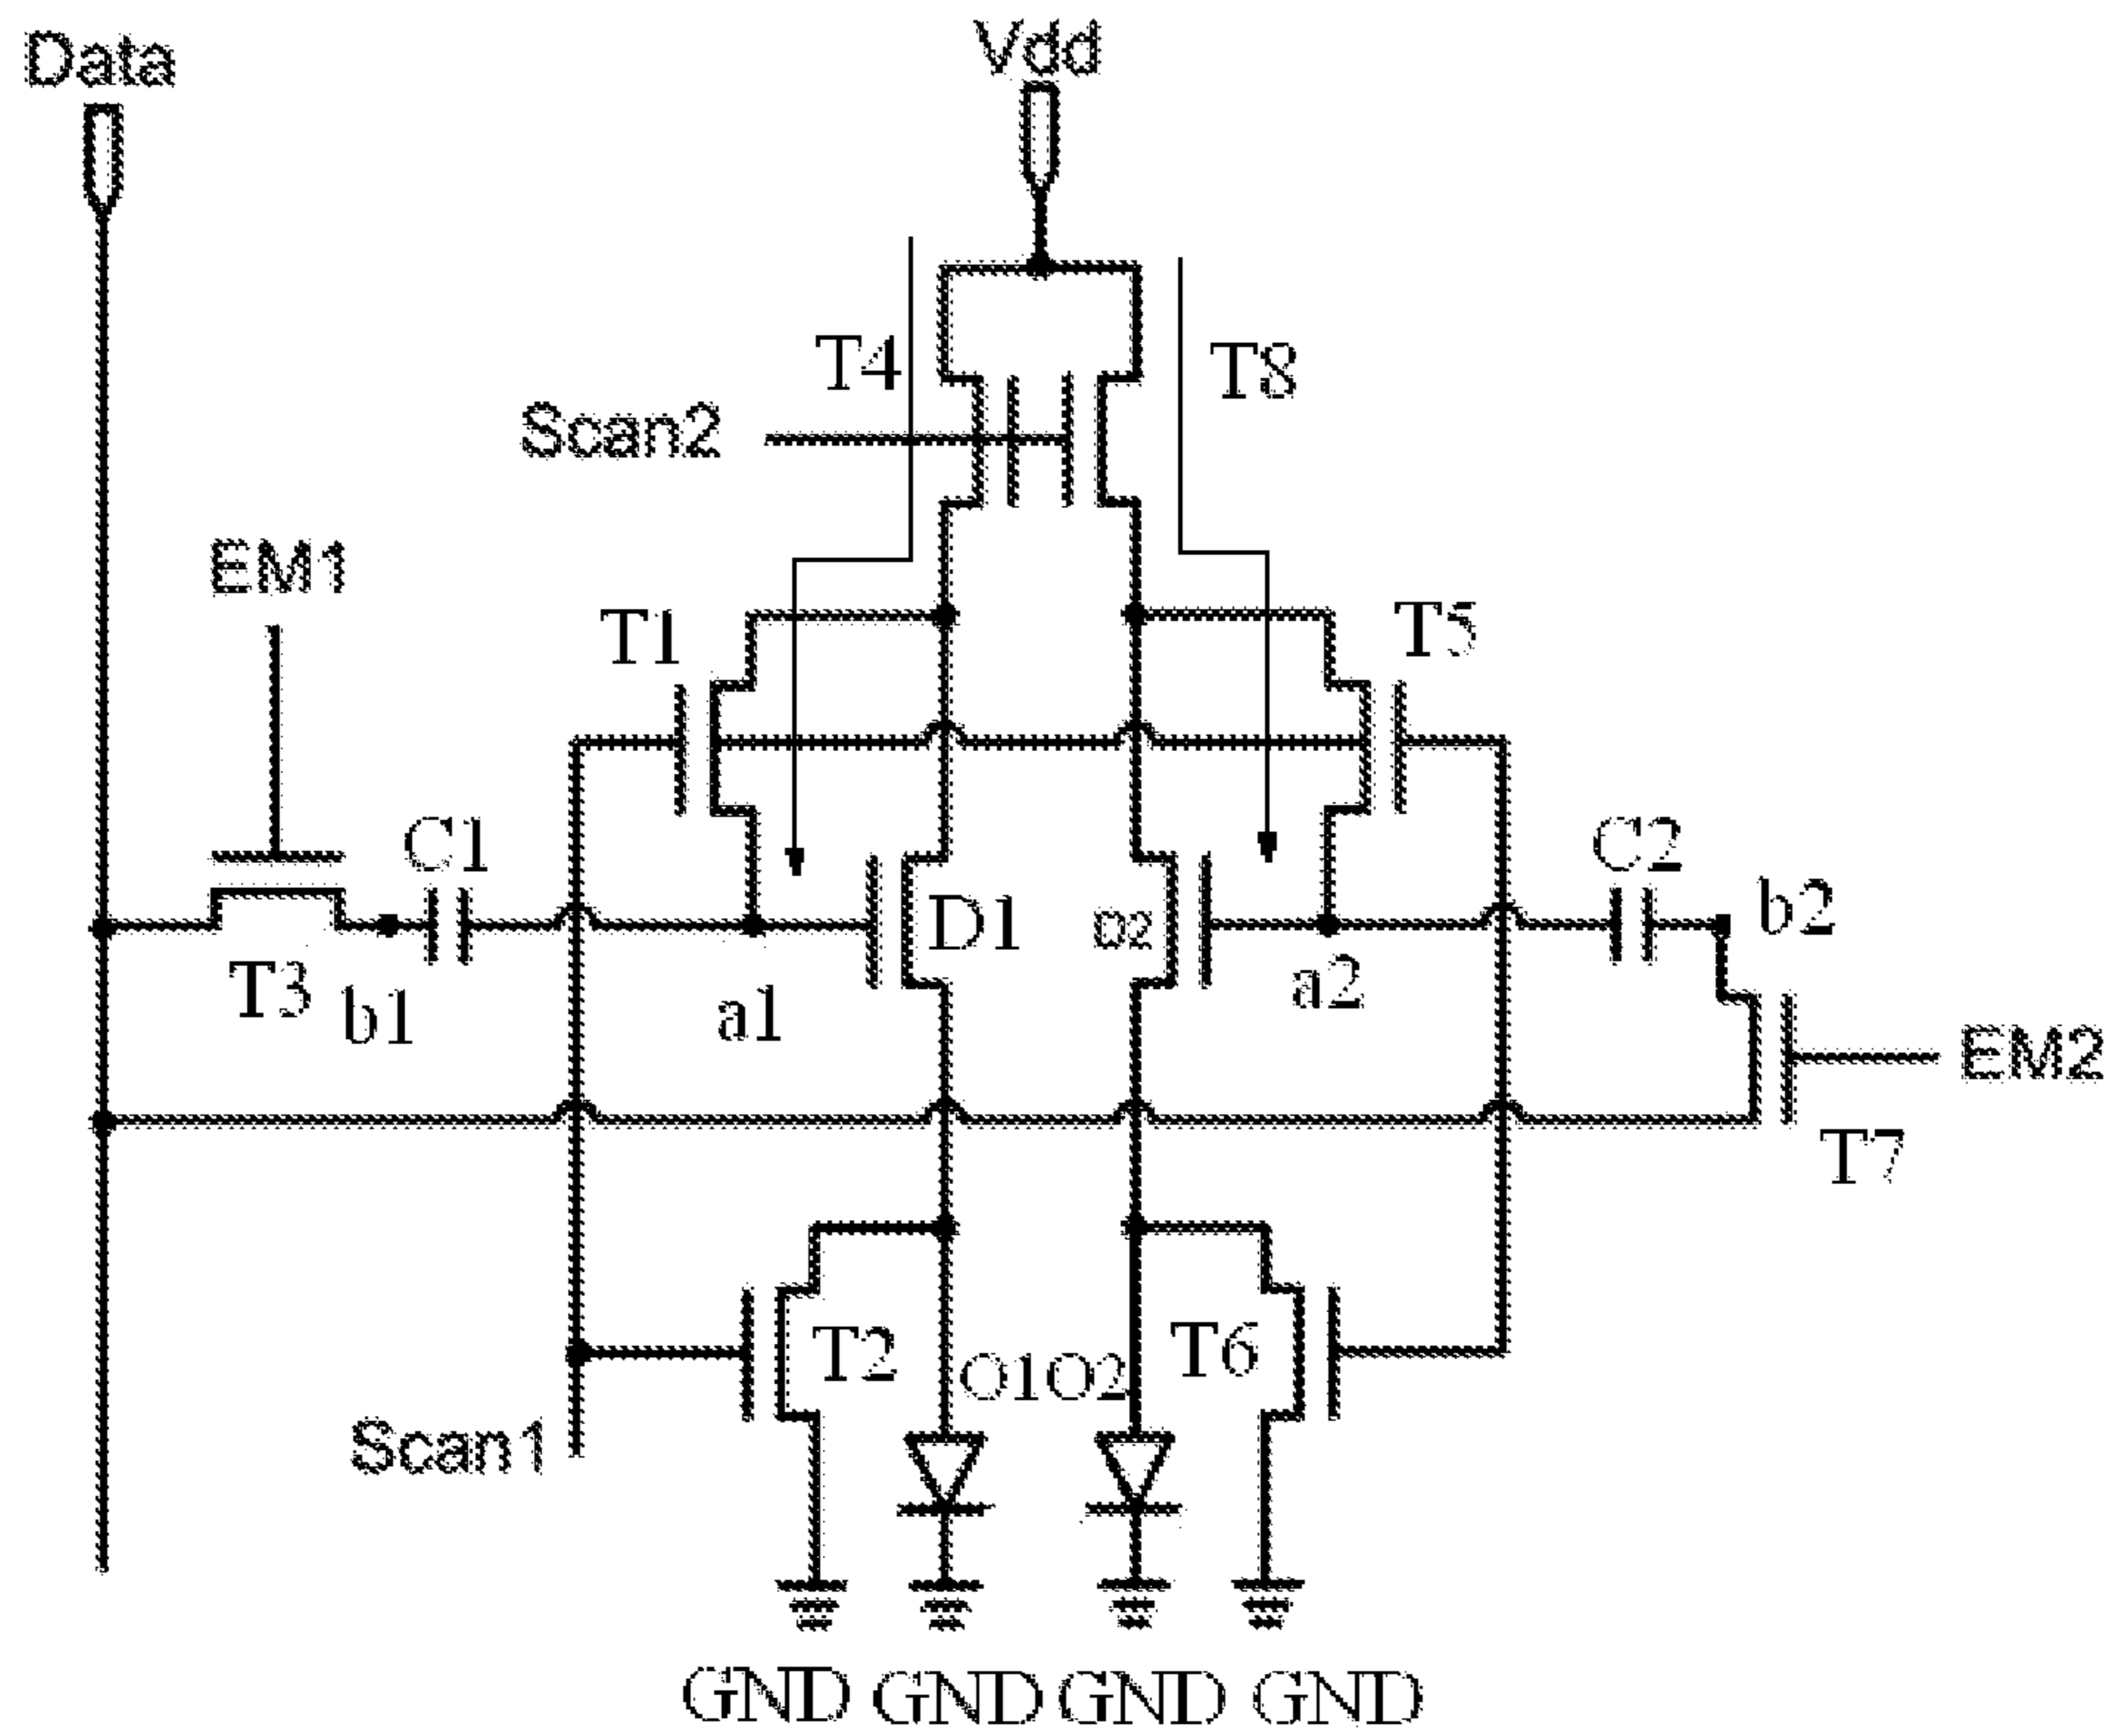 Data
Vdd
T4
T8
Scan2
EM1
T1
T5
C1
C2
b2
D1
D2
T3
b1
a1
a2
EM2
T7
T2
O1O2
T6
Scan1
GND GND GND GND